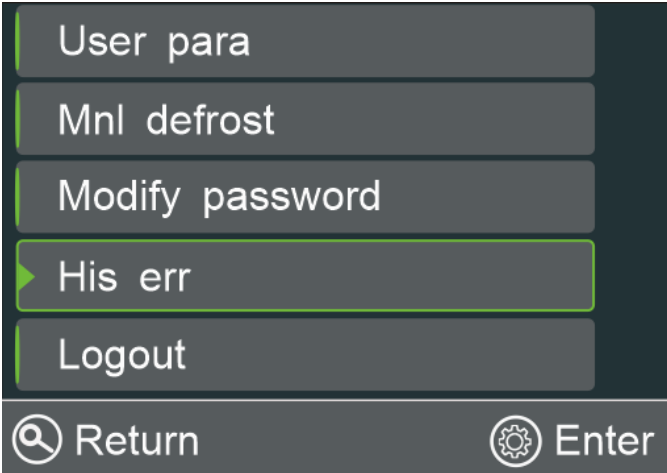 User para
Mnl defrost
Modify password
His err
Logout
Return Enter